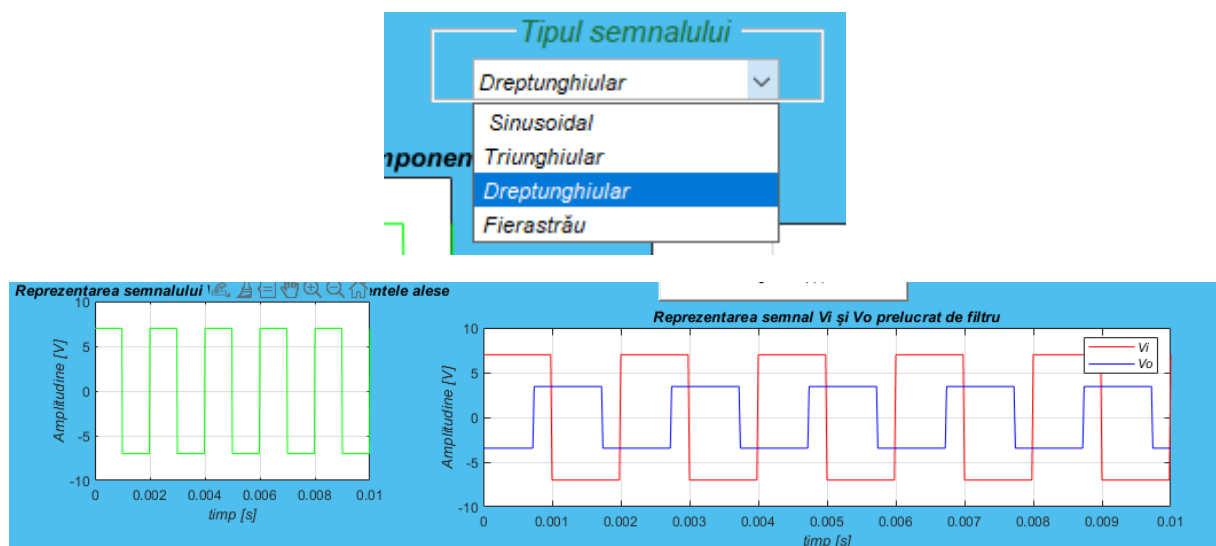 Tipul semnalului
Dreptunghiular
Sinusoidal
Triunghiular
Dreptunghiular
Fierastrău
Reprezentarea semnalului
Reprezentarea semnal Vi și Vo prelucrat de filtru
10
5
0
-5
-10
Amplitudine [V]
0 0.002 0.004 0.006 0.008 0.01
timp [s]
10
5
0
-5
-10
Amplitudine [V]
Vi
Vo
0 0.001 0.002 0.003 0.004 0.005 0.006 0.007 0.008 0.009 0.01
timp [s]